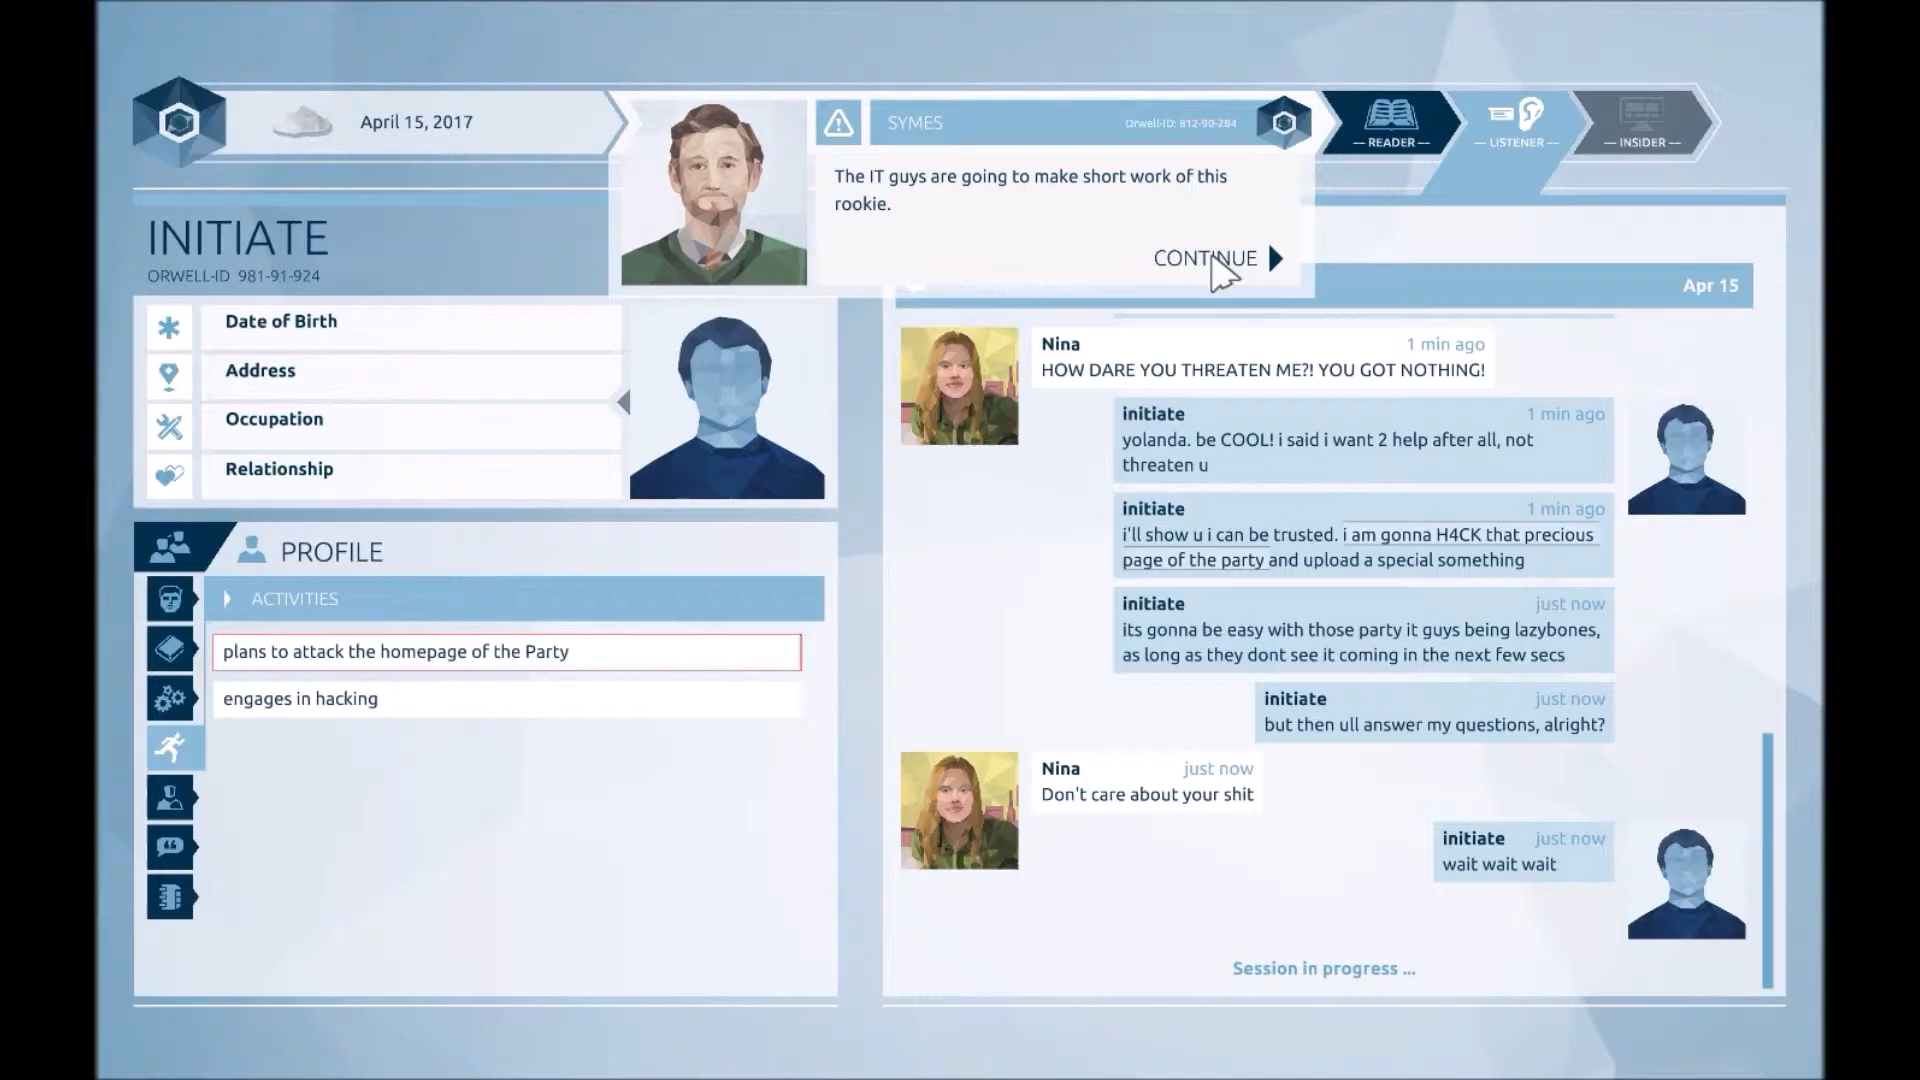 April 15, 2017
SYMES
Orwell-ID: 812-90-284
The IT guys are going to make short work of this
rookie.
CONTINUE
— READER —
— LISTENER —
— INSIDER —
INITIATE
ORWELL-ID 981-91-924
Date of Birth
Address
Occupation
Relationship
PROFILE
ACTIVITIES
plans to attack the homepage of the Party
engages in hacking
Apr 15
Nina 1 min ago
HOW DARE YOU THREATEN ME?! YOU GOT NOTHING!
initiate 1 min ago
yolanda. be COOL! i said i want 2 help after all, not
threaten u
initiate 1 min ago
i'll show u i can be trusted. i am gonna H4CK that precious
page of the party and upload a special something
initiate just now
its gonna be easy with those party it guys being lazybones,
as long as they dont see it coming in the next few secs
initiate just now
but then ull answer my questions, alright?
Nina just now
Don't care about your shit
initiate just now
wait wait wait
Session in progress ...